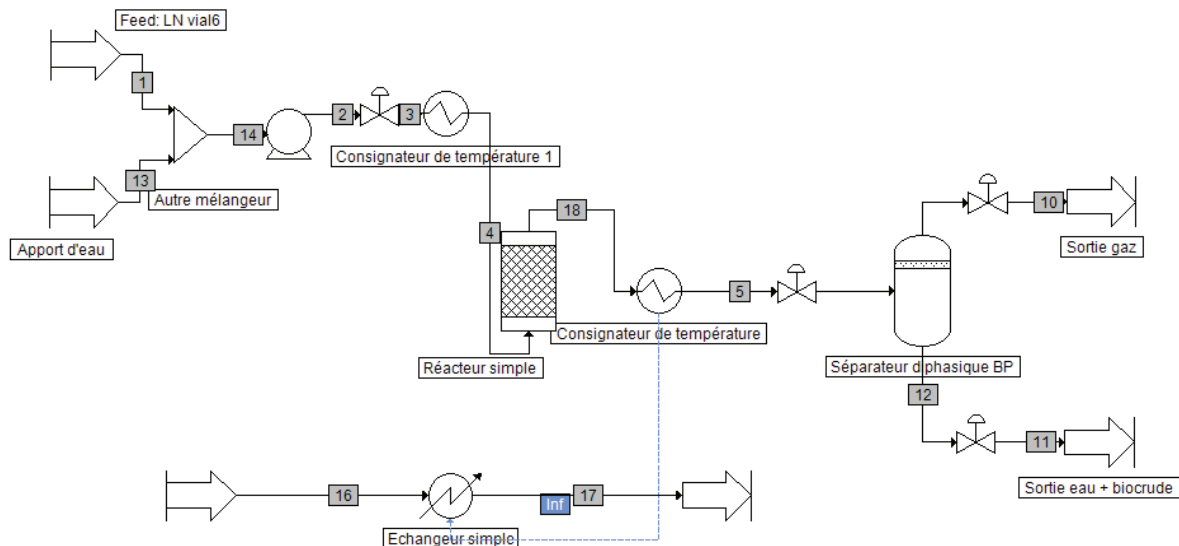 Feed: LN vial6
1
2
3
14
Consignateur de température 1
13
Autre mélangeur
18
10
4
Apport d'eau
Sortie gaz
5
Consignateur de température
Réacteur simple
Séparateur diphasique BP
12
11
16
17
Inf
Sortie eau + biocrude
Echangeur simple